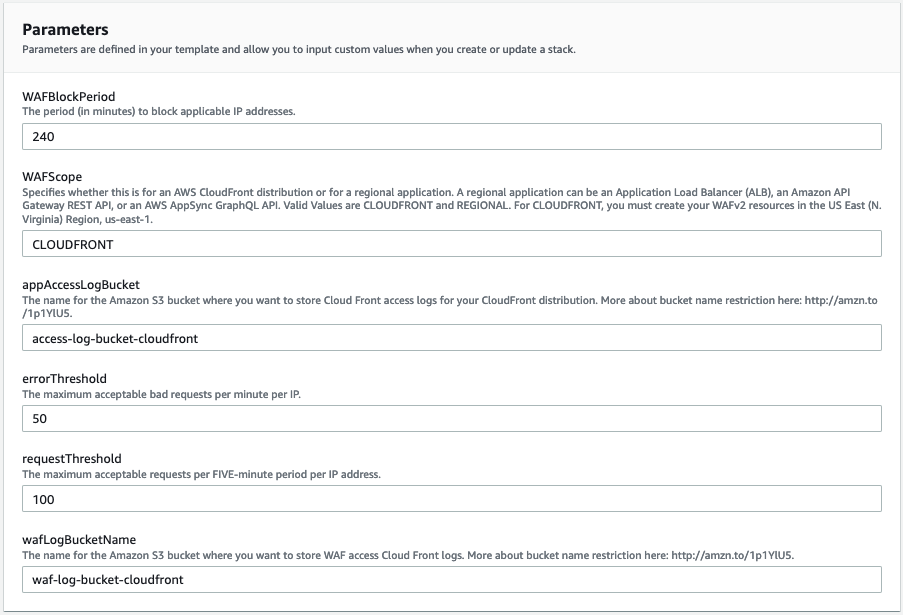 Parameters
Parameters are defined in your template and allow you to input custom values when you create or update a stack.
WAFBlockPeriod
The period (in minutes) to block applicable IP addresses.
240
WAFScope
Specifies whether this is for an AWS CloudFront distribution or for a regional application. A regional application can be an Application Load Balancer (ALB), an Amazon API
Gateway REST API, or an AWS AppSync GraphQL API. Valid Values are CLOUDFRONT and REGIONAL. For CLOUDFRONT, you must create your WAFv2 resources in the US East (N.
Virginia) Region, us-east-1.
CLOUDFRONT
appAccessLogBucket
The name for the Amazon S3 bucket where you want to store Cloud Front access logs for your CloudFront distribution. More about bucket name restriction here: http://amzn.to
/1p1YlU5.
access-log-bucket-cloudfront
errorThreshold
The maximum acceptable bad requests per minute per IP.
50
requestThreshold
The maximum acceptable requests per FIVE-minute period per IP address.
100
wafLogBucketName
The name for the Amazon S3 bucket where you want to store WAF access Cloud Front logs. More about bucket name restriction here: http://amzn.to/1p1YlU5.
waf-log-bucket-cloudfront